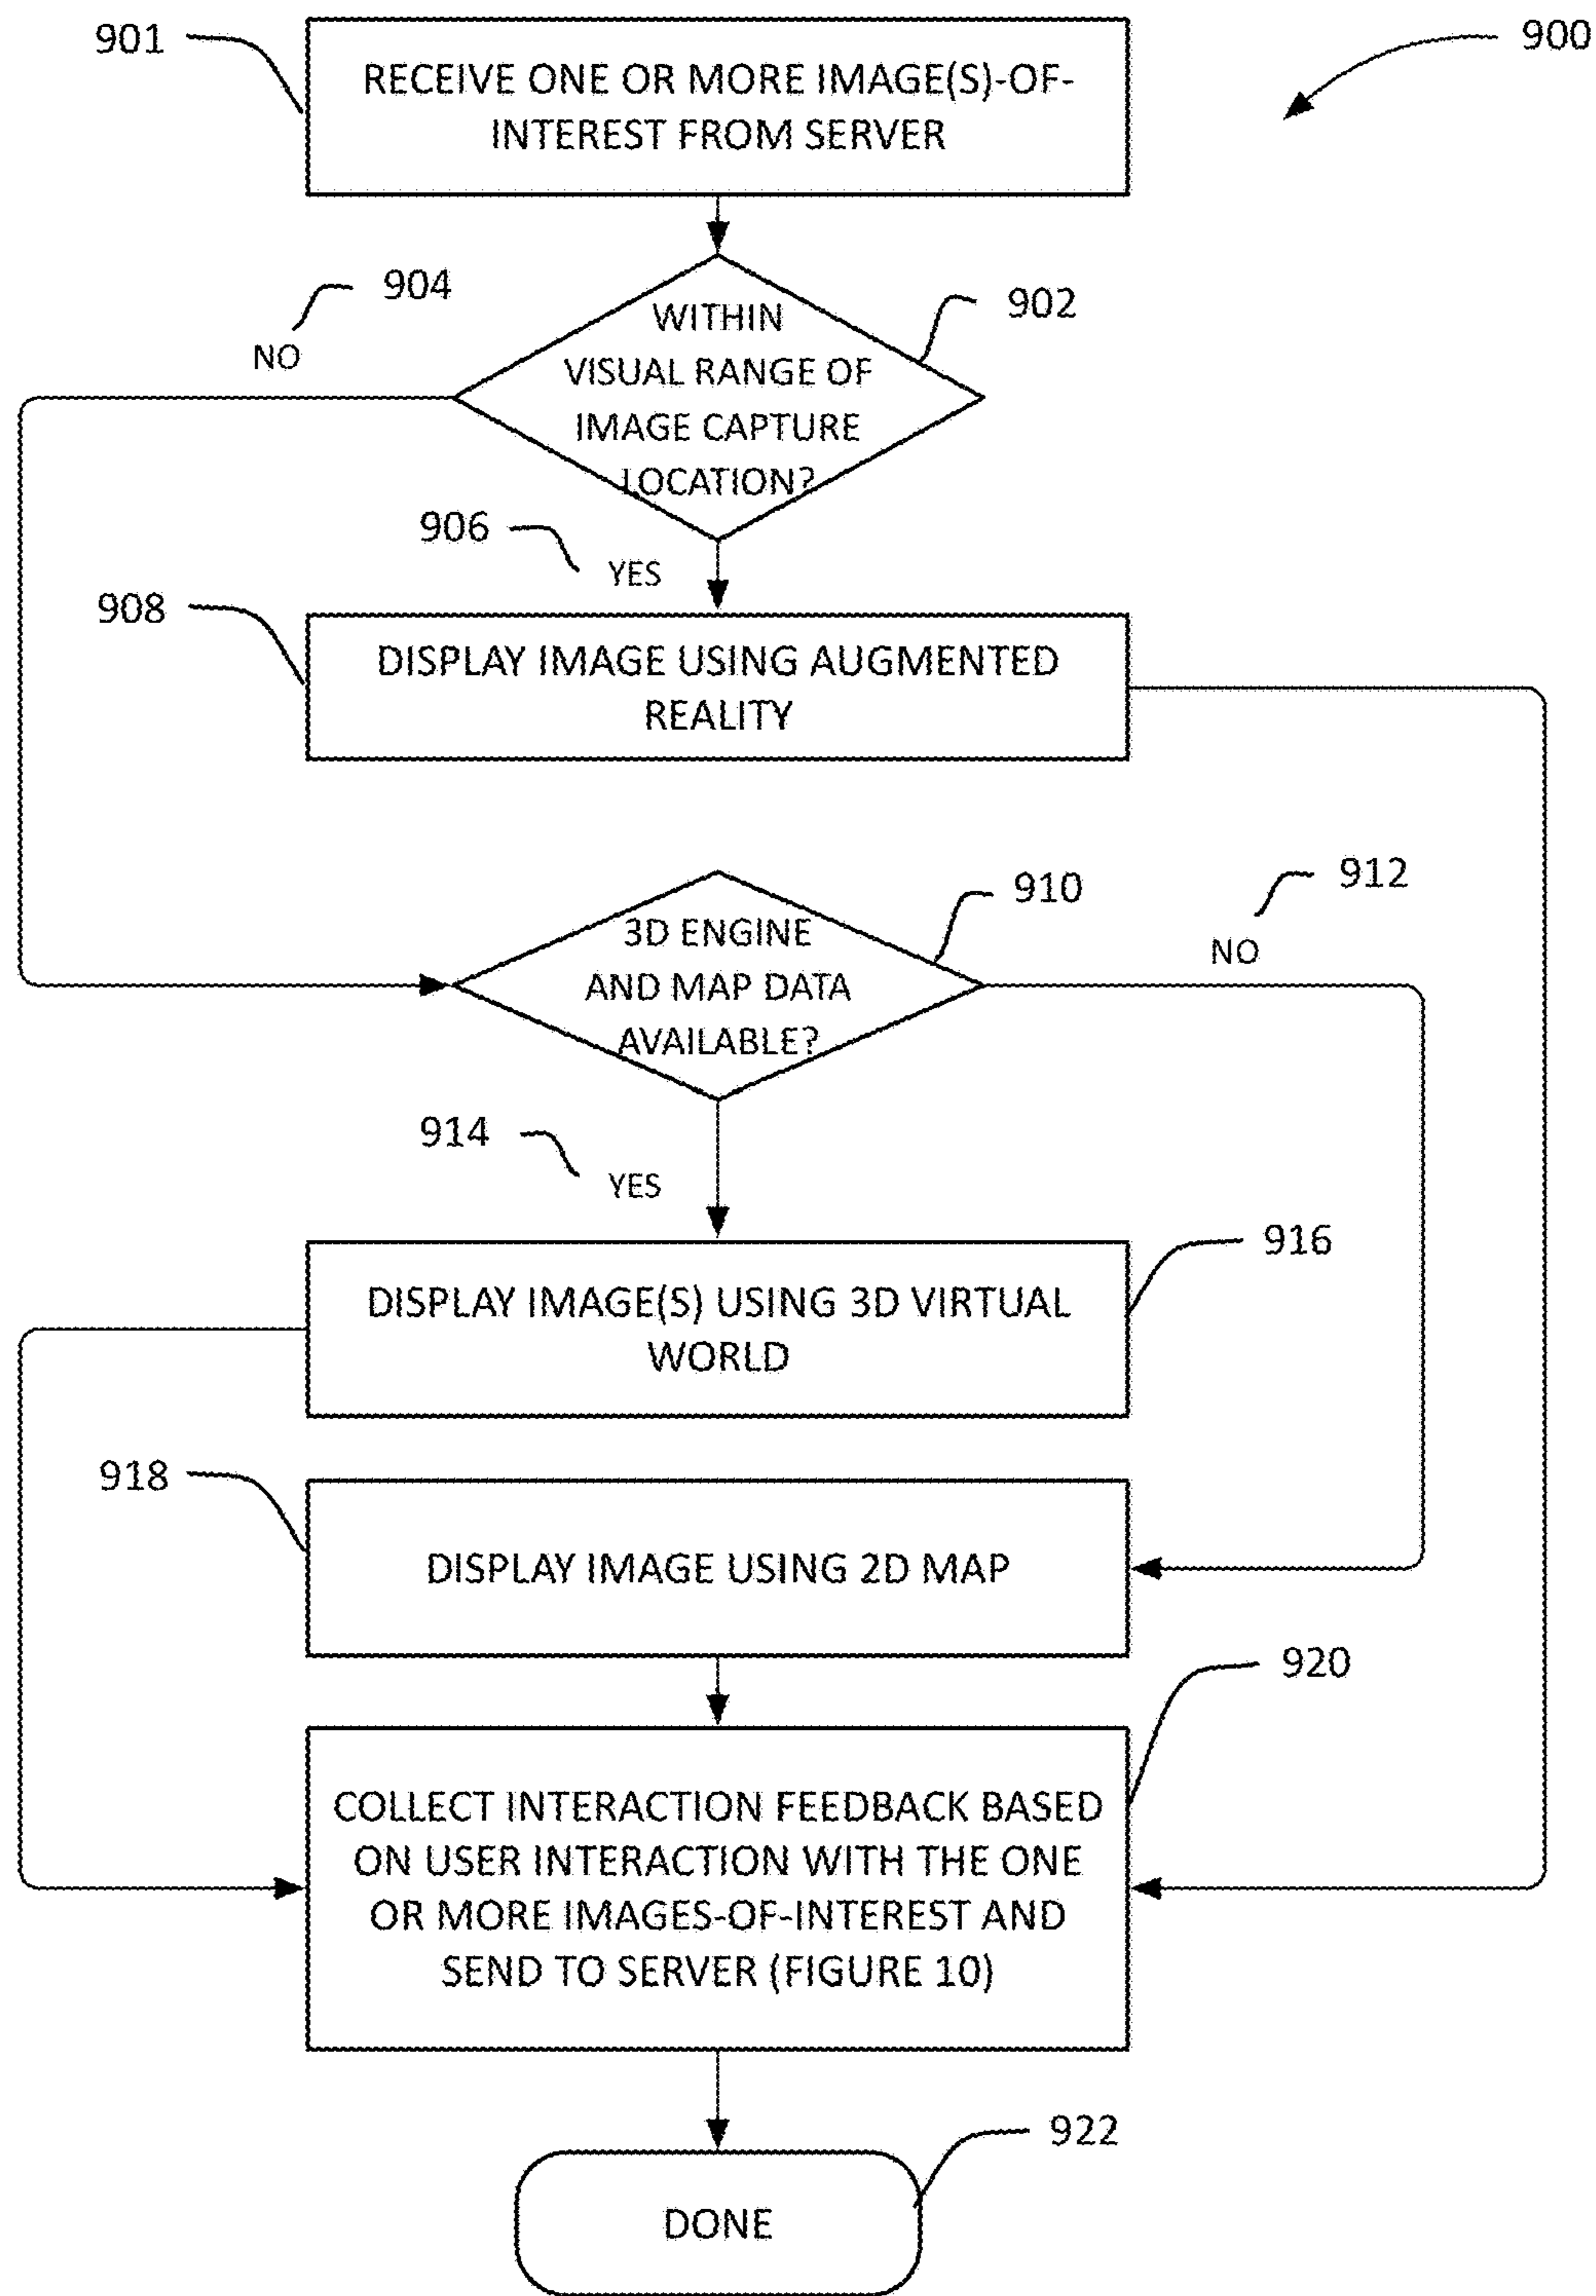 901
RECEIVE ONE OR MORE IMAGE(S)-OF-
INTEREST FROM SERVER
900
904
NO
902
WITHIN
VISUAL RANGE OF
IMAGE CAPTURE
LOCATION?
906
YES
908
DISPLAY IMAGE USING AUGMENTED
REALITY
910
912
NO
3D ENGINE
AND MAP DATA
AVAILABLE?
914
YES
916
DISPLAY IMAGE(S) USING 3D VIRTUAL
WORLD
918
DISPLAY IMAGE USING 2D MAP
920
COLLECT INTERACTION FEEDBACK BASED
ON USER INTERACTION WITH THE ONE
OR MORE IMAGES-OF-INTEREST AND
SEND TO SERVER (FIGURE 10)
922
DONE